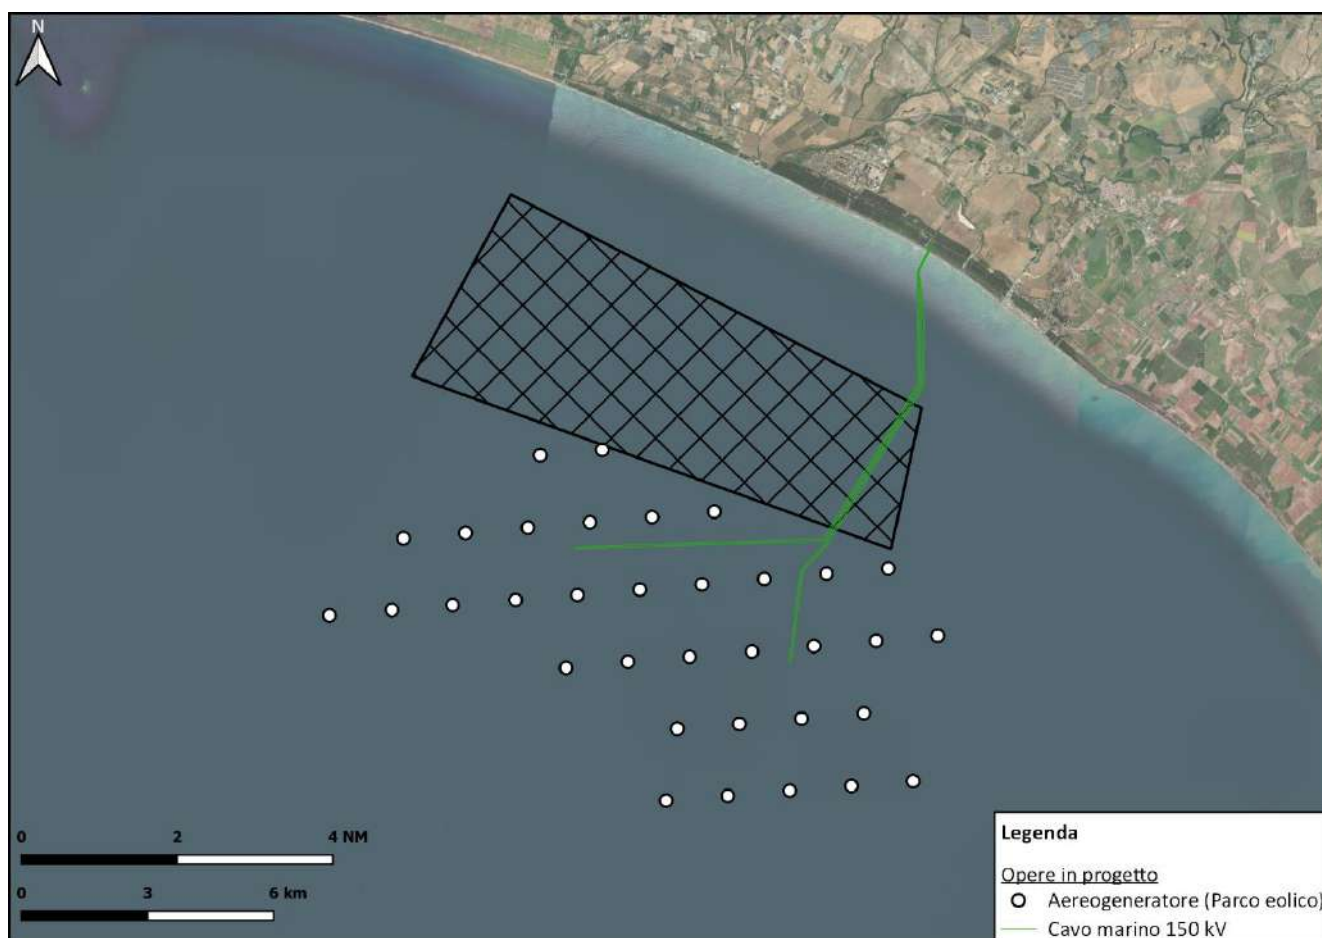 N
0 2 4 NM
0 3 6 km
Legenda
Opere in progetto
Aereogeneratore (Parco eolico)
Cavo marino 150 kV